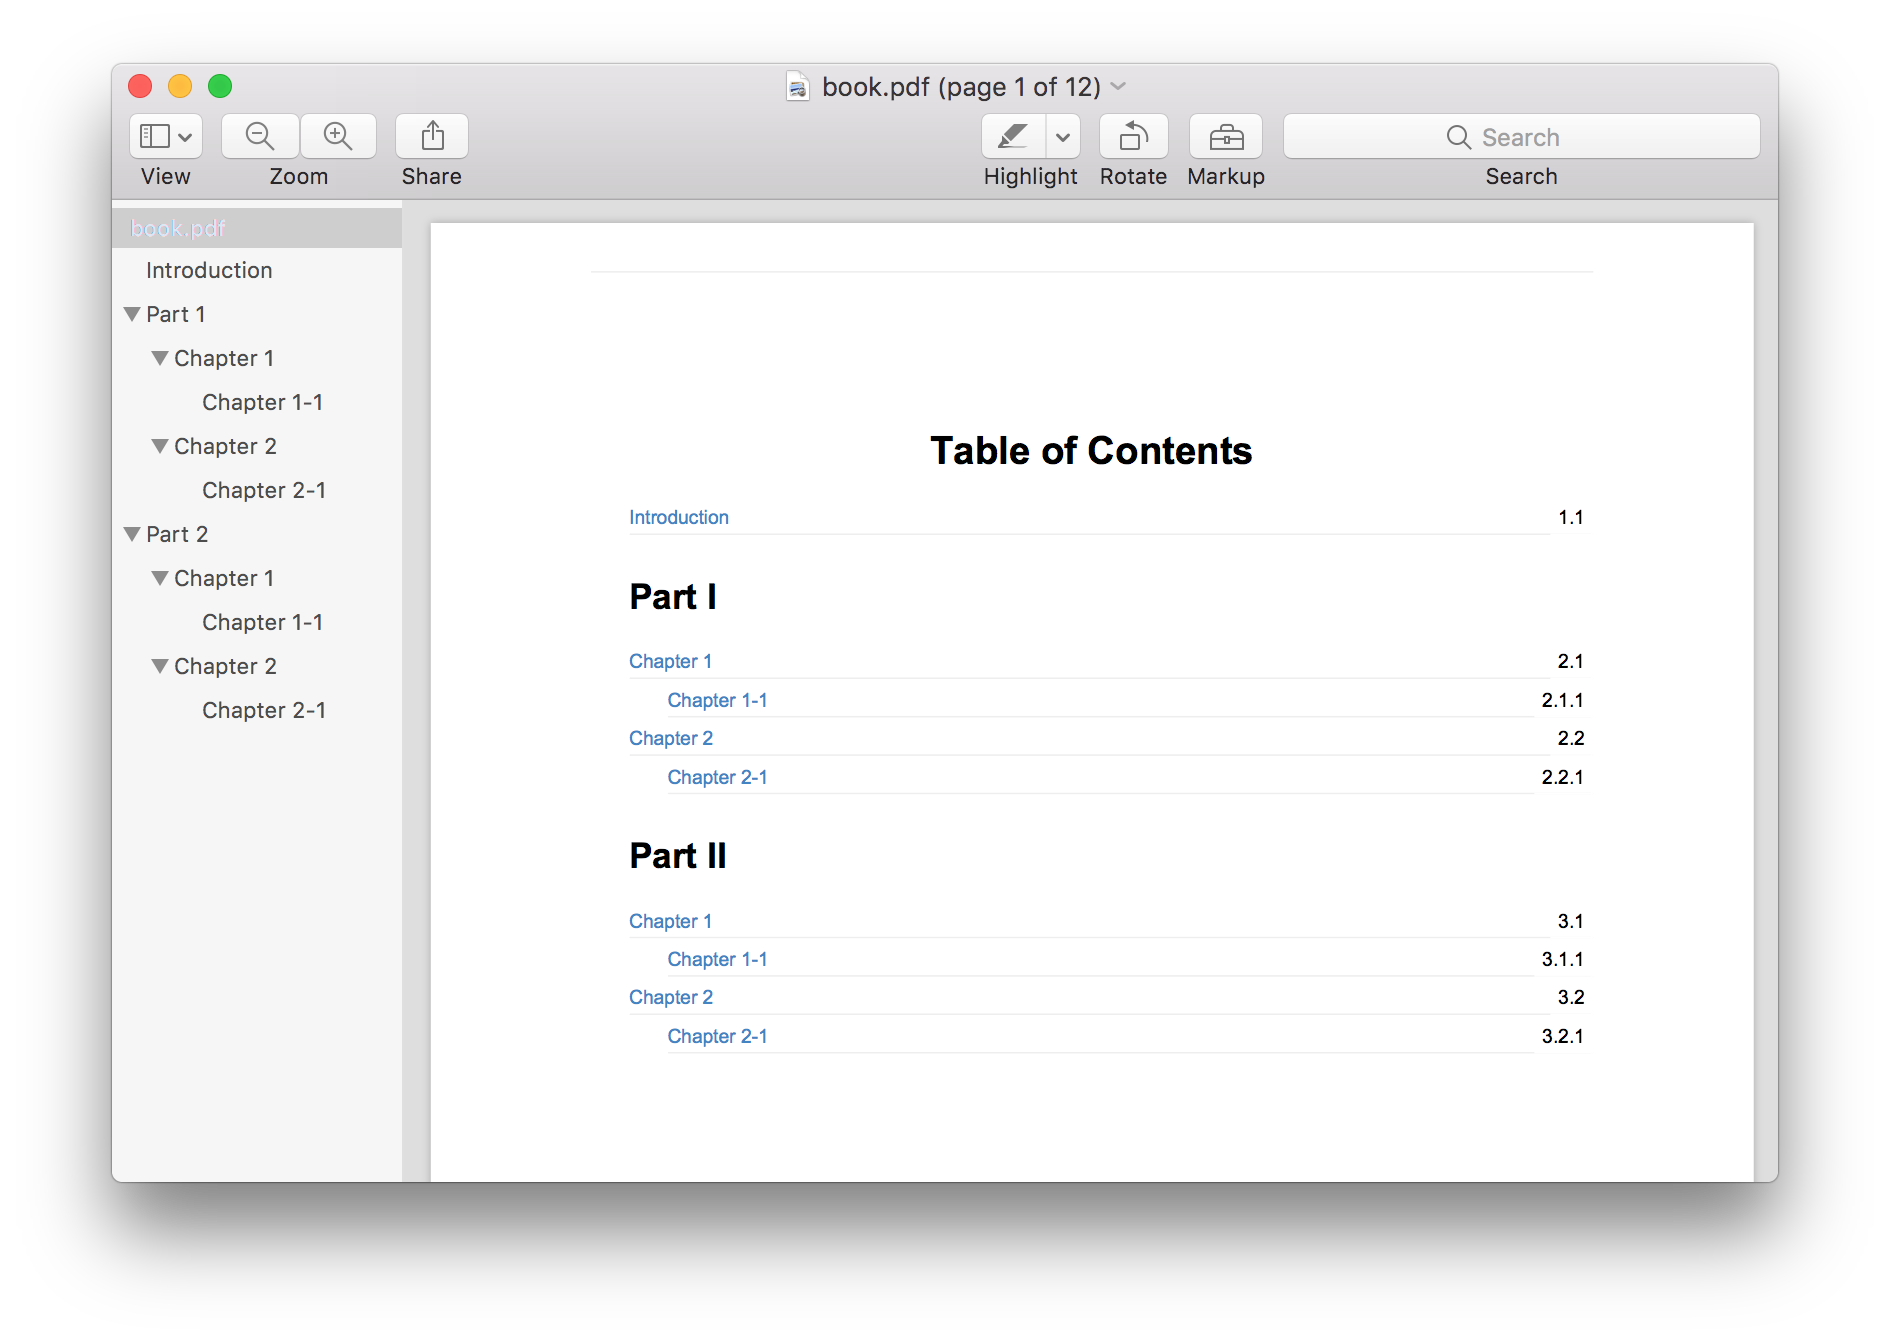 book.pdf (page 1 of 12)
Search
View Zoom Share Highlight Rotate Markup Search
book.pdf
Introduction
Part 1
Chapter 1
Chapter 1-1
Chapter 2
Chapter 2-1
Part 2
Chapter 1
Chapter 1-1
Chapter 2
Chapter 2-1
Table of Contents
Introduction 1.1
Part I
Chapter 1 2.1
Chapter 1-1 2.1.1
Chapter 2 2.2
Chapter 2-1 2.2.1
Part II
Chapter 1 3.1
Chapter 1-1 3.1.1
Chapter 2 3.2
Chapter 2-1 3.2.1